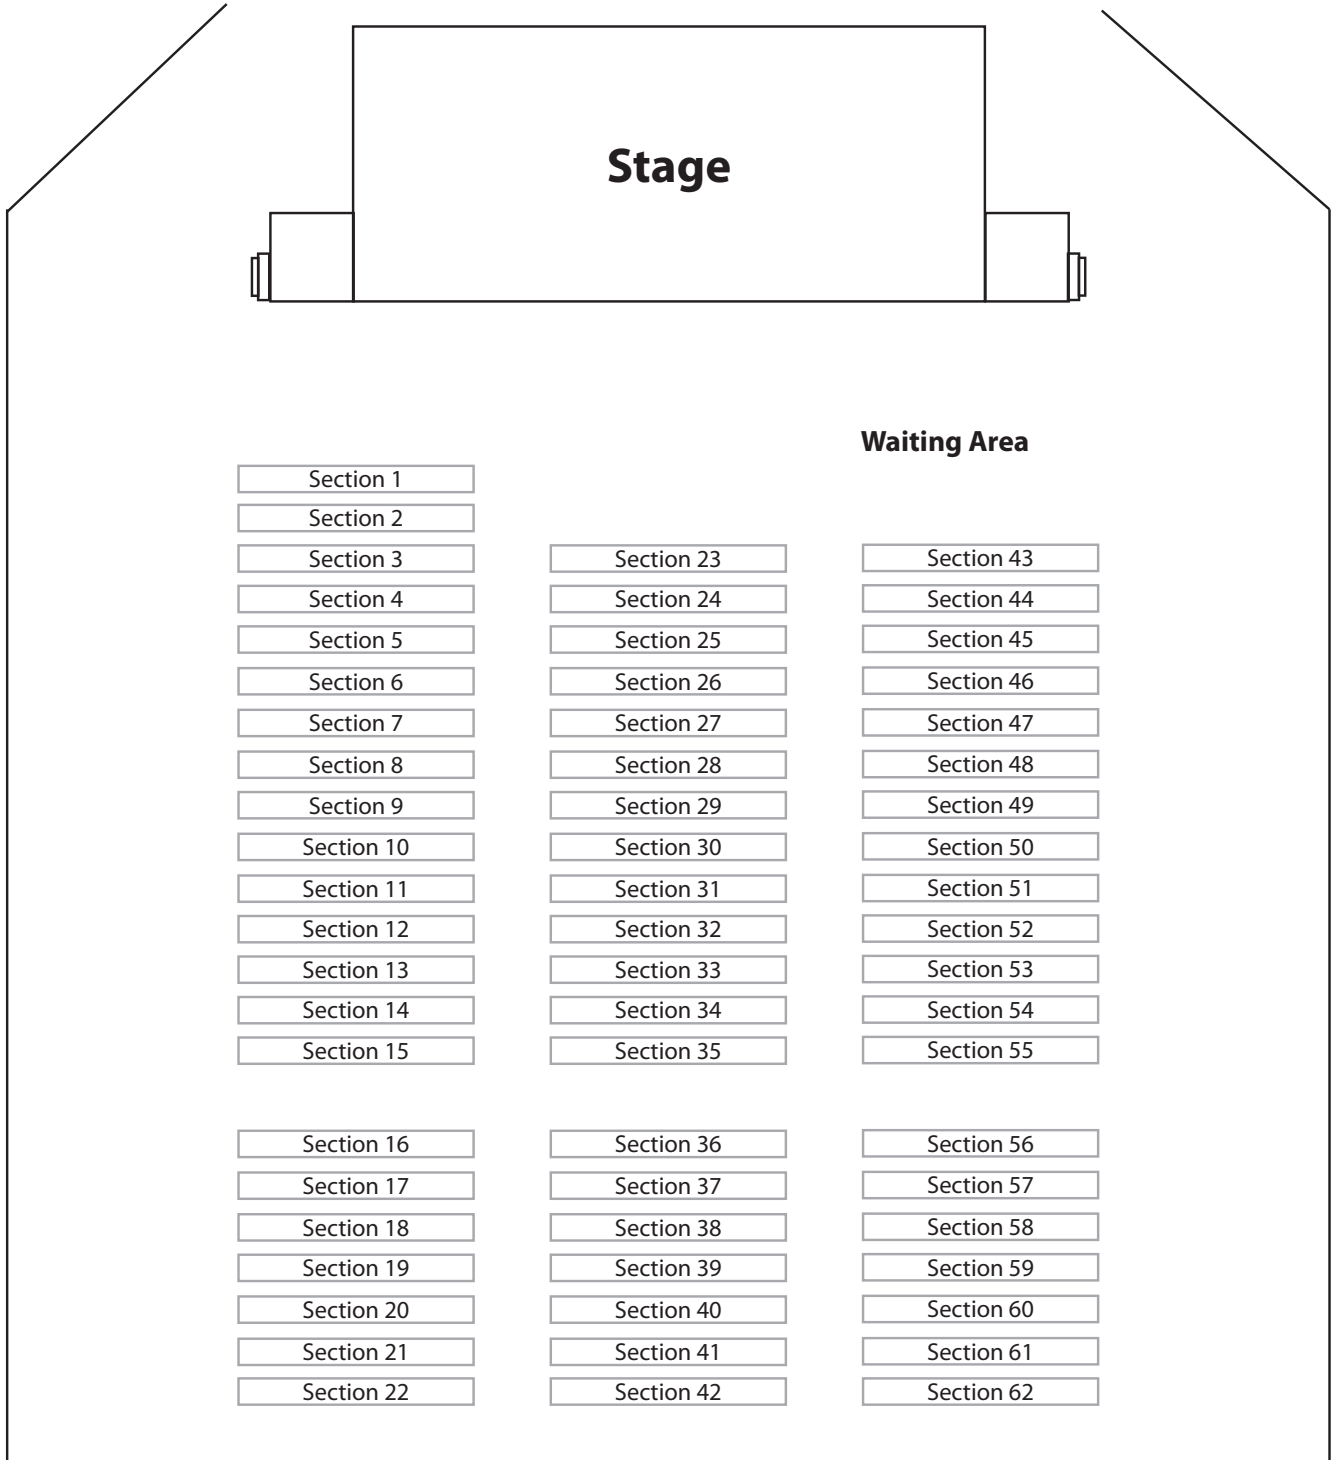 Stage
Waiting Area
Section 1
Section 2
Section 3
Section 4
Section 5
Section 6
Section 7
Section 8
Section 9
Section 10
Section 11
Section 12
Section 13
Section 14
Section 15
Section 16
Section 17
Section 18
Section 19
Section 20
Section 21
Section 22
Section 23
Section 24
Section 25
Section 26
Section 27
Section 28
Section 29
Section 30
Section 31
Section 32
Section 33
Section 34
Section 35
Section 36
Section 37
Section 38
Section 39
Section 40
Section 41
Section 42
Section 43
Section 44
Section 45
Section 46
Section 47
Section 48
Section 49
Section 50
Section 51
Section 52
Section 53
Section 54
Section 55
Section 56
Section 57
Section 58
Section 59
Section 60
Section 61
Section 62